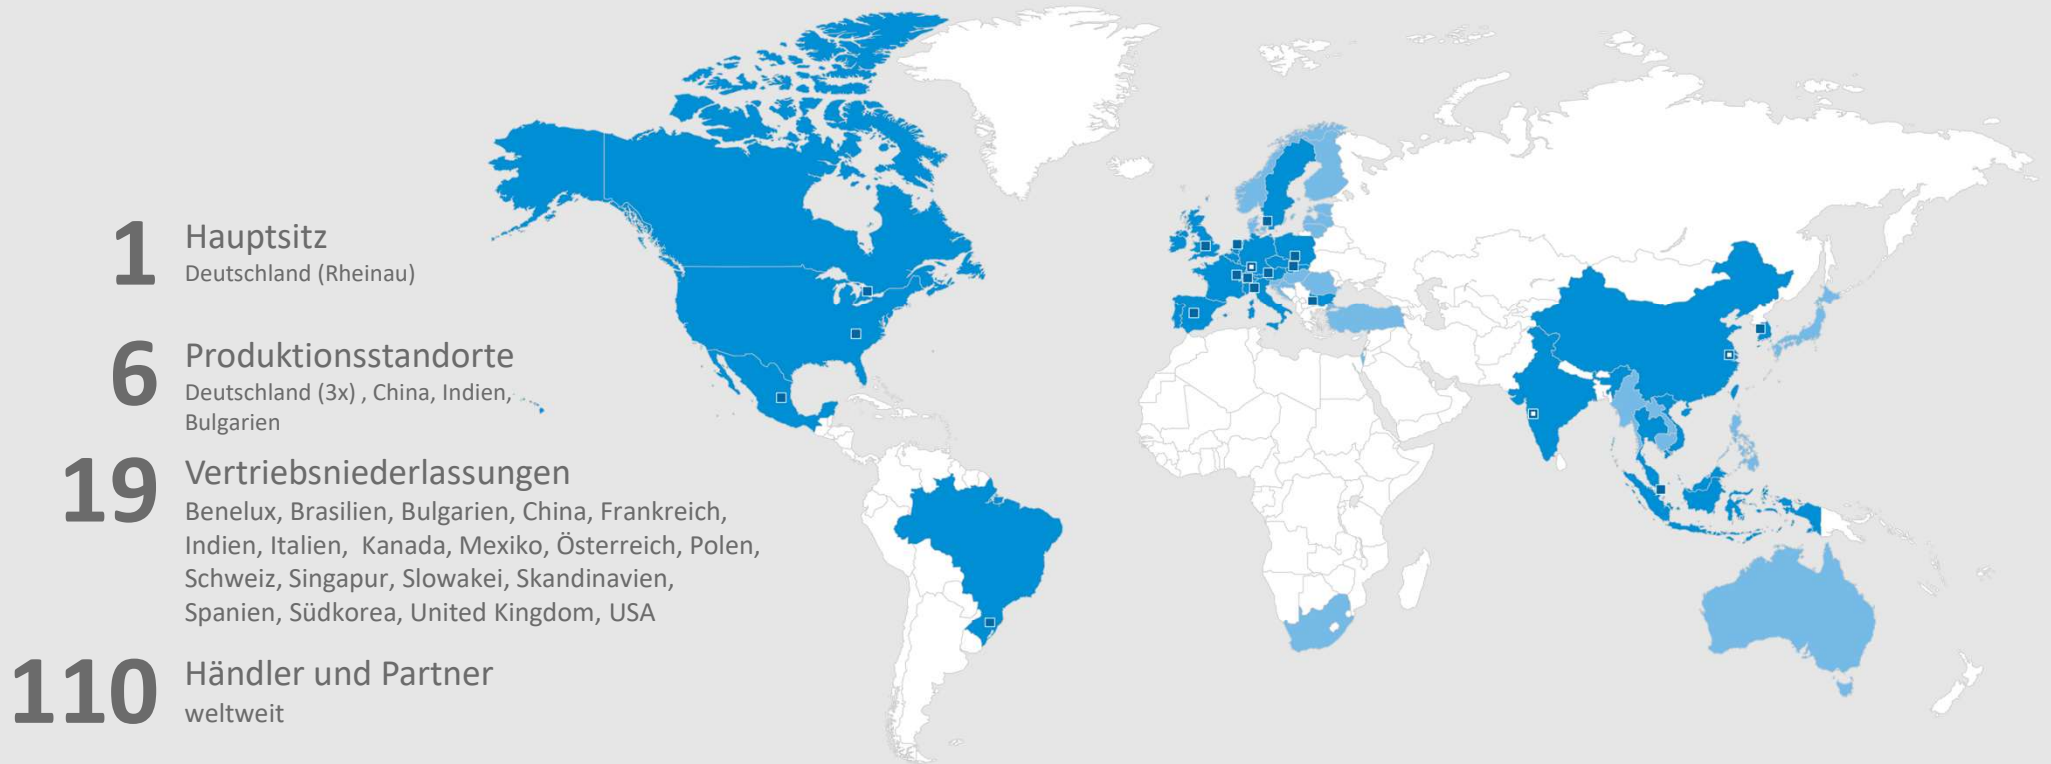 1 Hauptsitz
Deutschland (Rheinau)
6 Produktionsstandorte
Deutschland (3x) , China, Indien,
Bulgarien
19 Vertriebsniederlassungen
Benelux, Brasilien, Bulgarien, China, Frankreich,
Indien, Italien, Kanada, Mexiko, Österreich, Polen,
Schweiz, Singapur, Slowakei, Skandinavien,
Spanien, Südkorea, United Kingdom, USA
110 Händler und Partner
weltweit